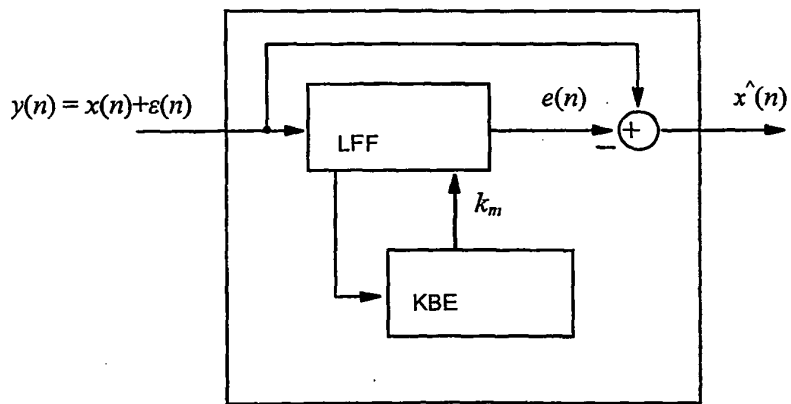 y(n) = x(n)+ε(n)
e(n)
x^(n)
LFF
+
−
k_m
KBE